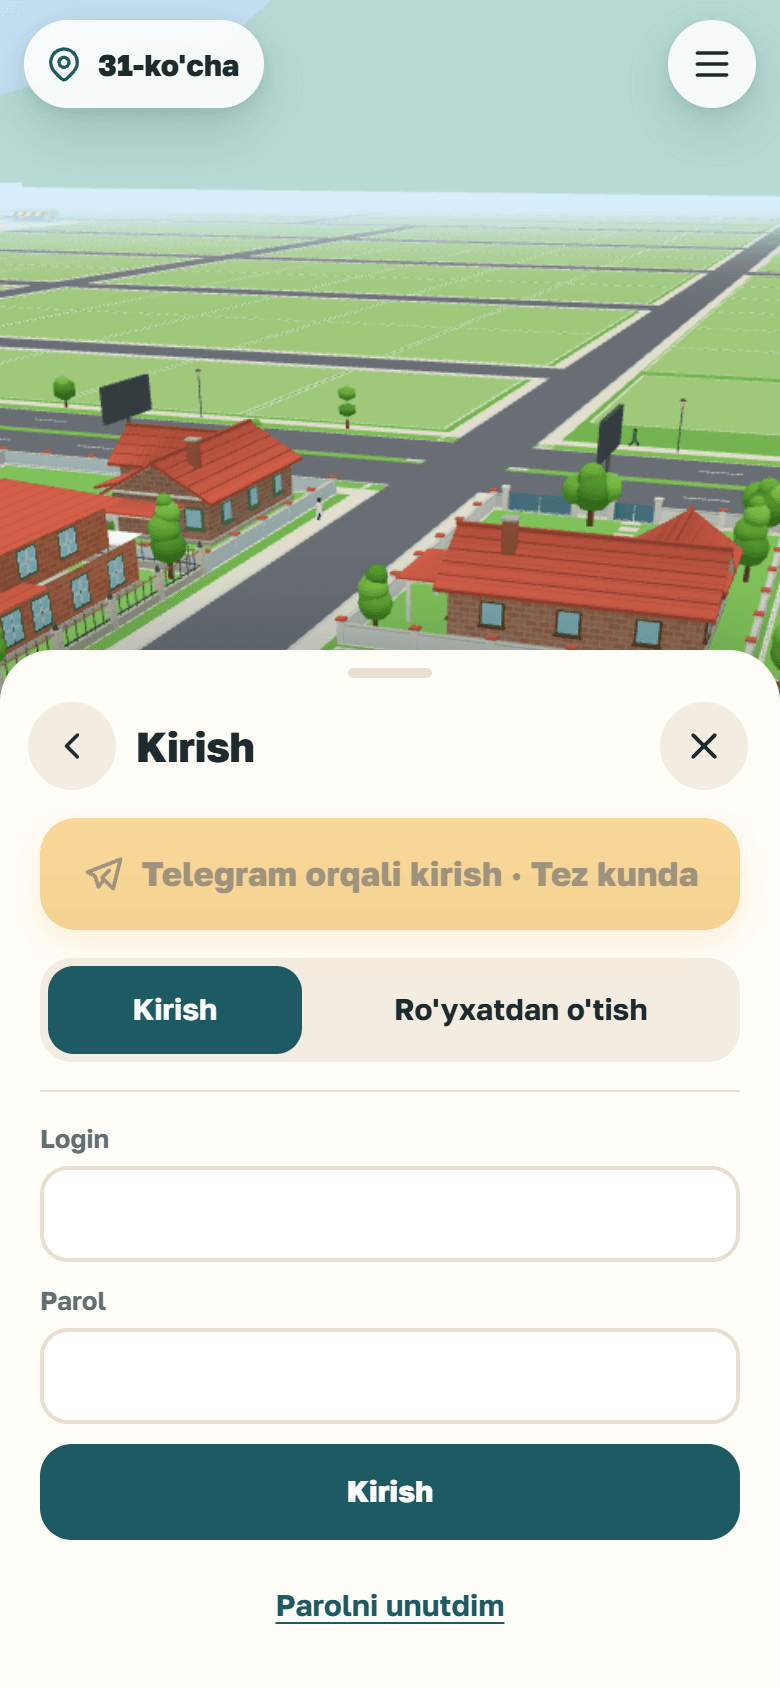 31-ko'cha
Kirish
Telegram orqali kirish · Tez kunda
Kirish
Ro'yxatdan o'tish
Login
Parol
Kirish
Parolni unutdim